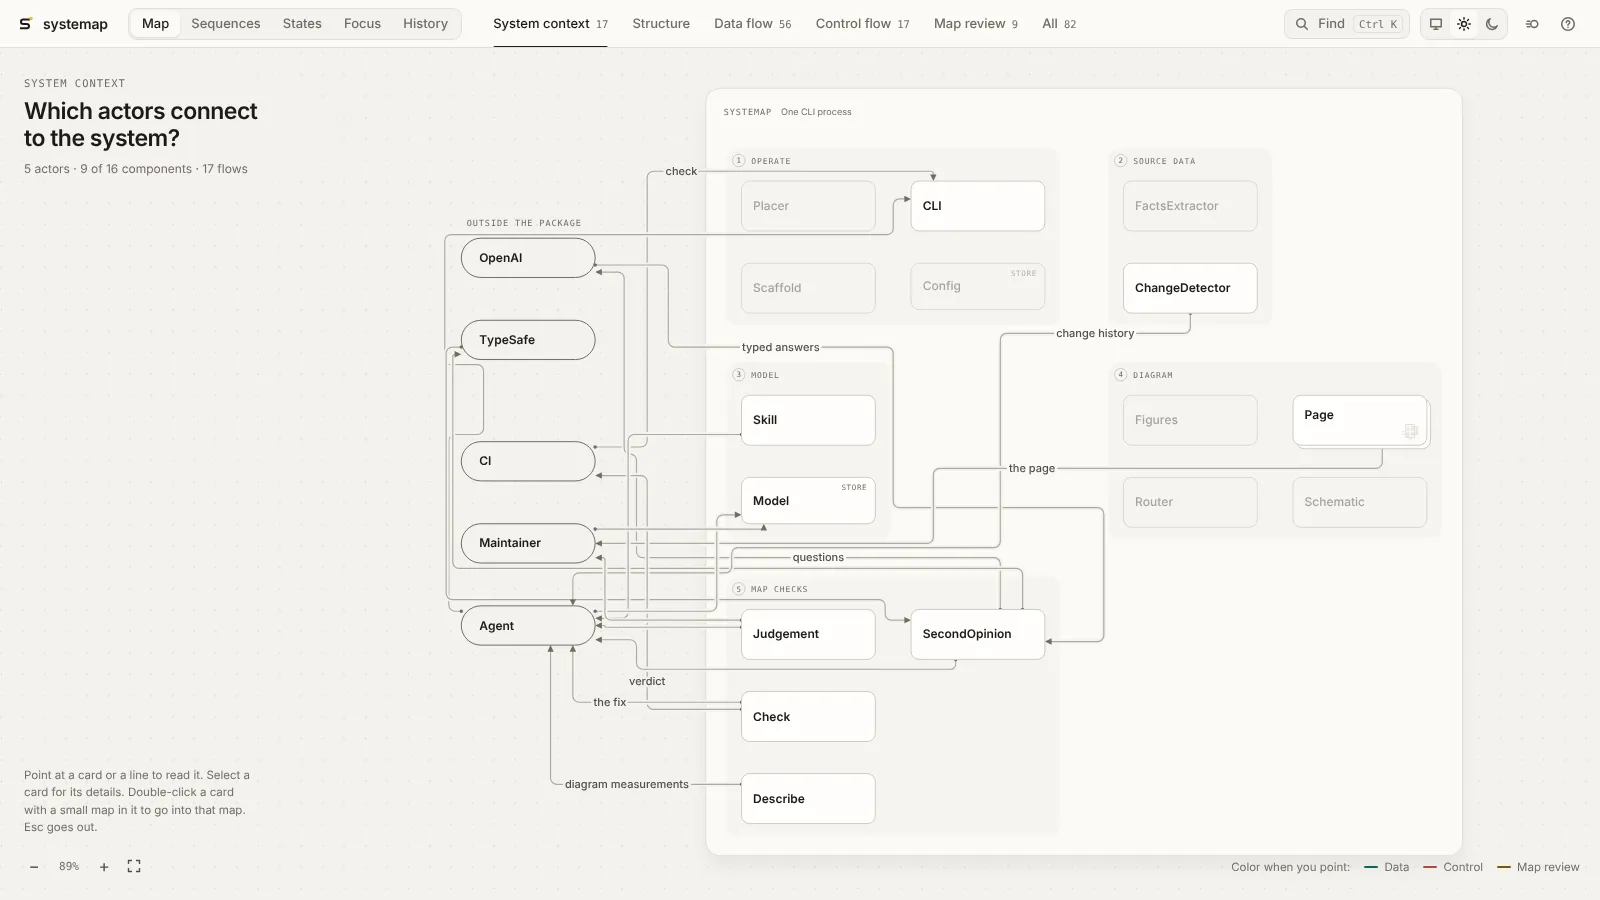 systemap
Map Sequences States Focus History
System context 17 Structure Data flow 56 Control flow 17 Map review 9 All 82
Find Ctrl K
SYSTEM CONTEXT
Which actors connect
to the system?
5 actors · 9 of 16 components · 17 flows
SYSTEMAP One CLI process
OUTSIDE THE PACKAGE
OpenAI
TypeSafe
CI
Maintainer
Agent
1 OPERATE
Placer
CLI
Scaffold
Config
STORE
2 SOURCE DATA
FactsExtractor
ChangeDetector
3 MODEL
Skill
Model
STORE
4 DIAGRAM
Figures
Page
Router
Schematic
5 MAP CHECKS
Judgement
SecondOpinion
Check
Describe
check
typed answers
change history
the page
questions
verdict
the fix
diagram measurements
Point at a card or a line to read it. Select a
card for its details. Double-click a card
with a small map in it to go into that map.
Esc goes out.
− 89% +
Color when you point: Data Control Map review